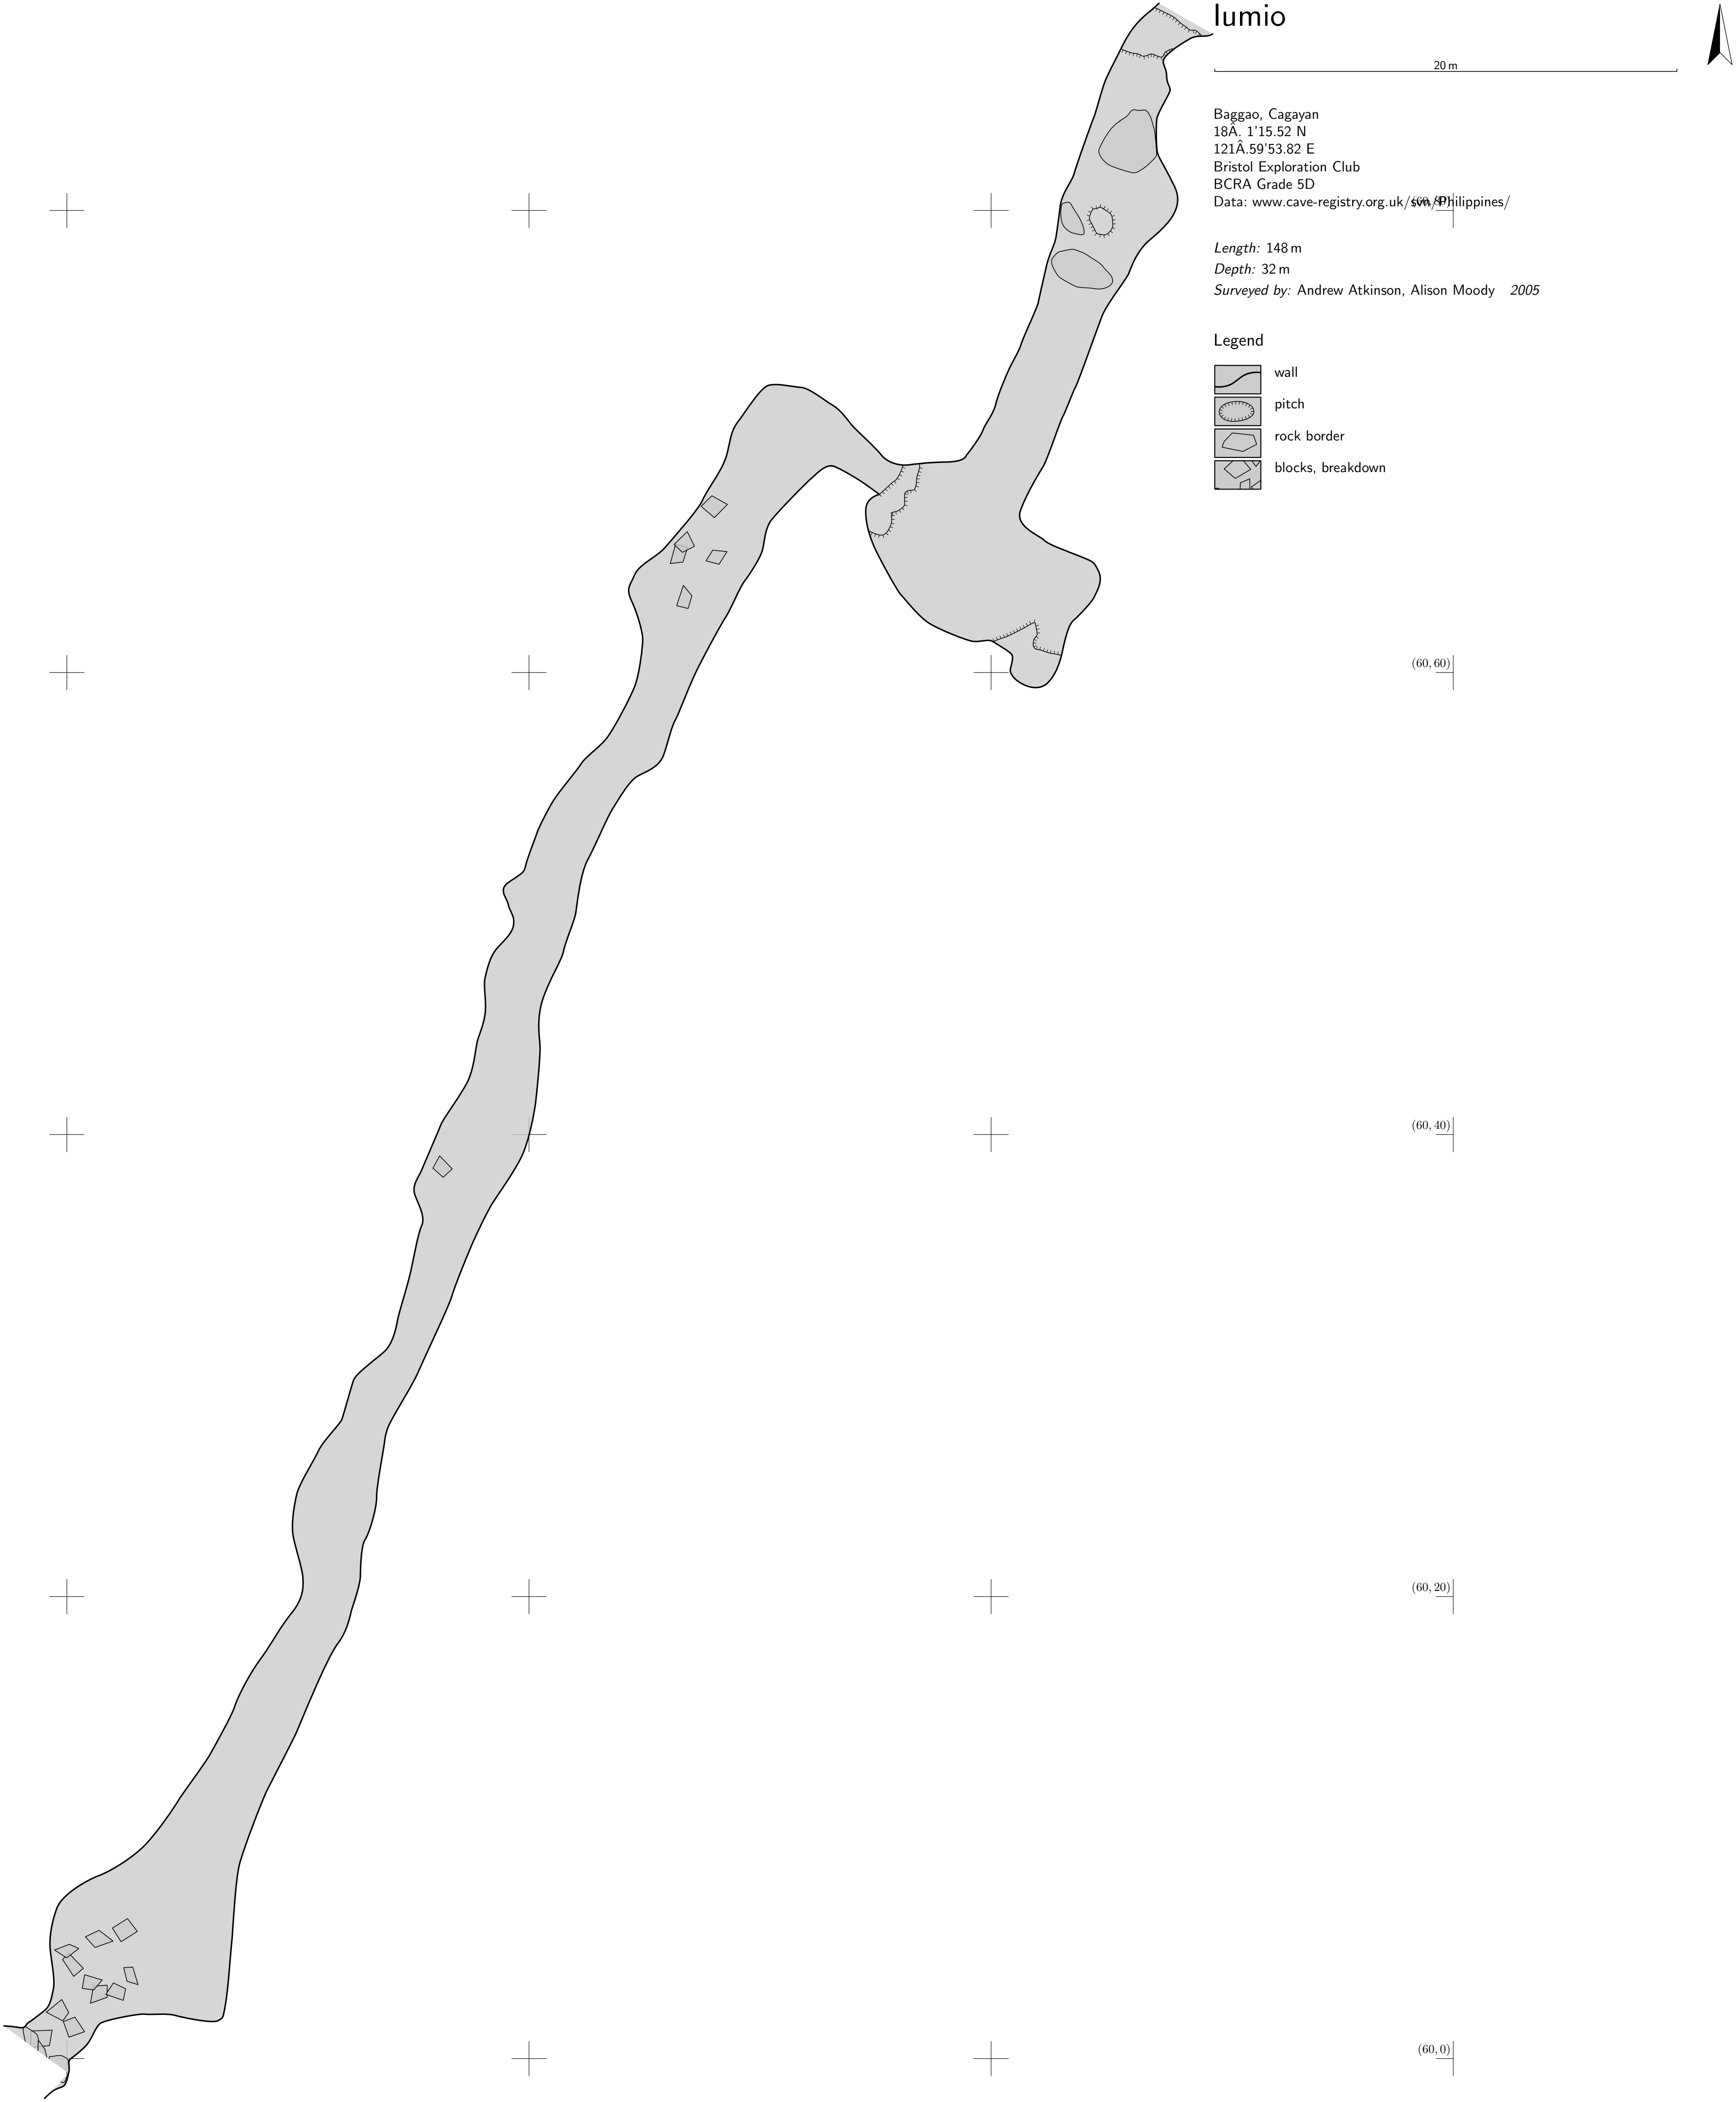 lumio
20 m
Baggao, Cagayan
18Â. 1'15.52 N
121Â.59'53.82 E
Bristol Exploration Club
BCRA Grade 5D
Data: www.cave-registry.org.uk/svn/Philippines/
Length: 148 m
Depth: 32 m
Surveyed by: Andrew Atkinson, Alison Moody 2005
Legend
wall
pitch
rock border
blocks, breakdown
(60, 60)
(60, 40)
(60, 20)
(60, 0)